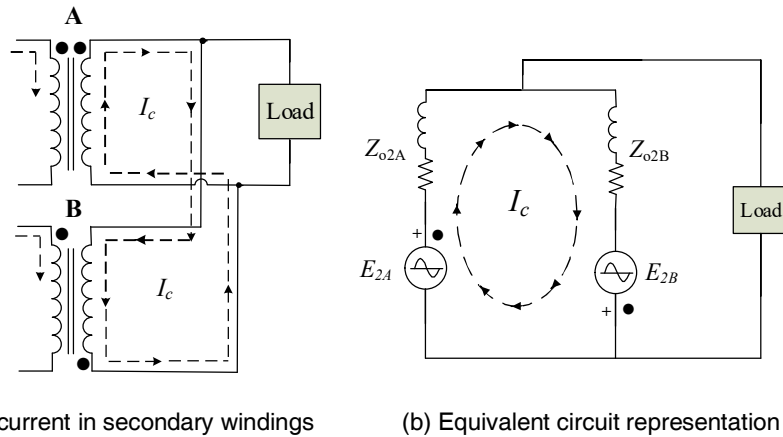 A
I_c
Load
B
I_c
current in secondary windings
Z_o2A
Z_o2B
I_c
Load
+
E_2A
E_2B
+
(b) Equivalent circuit representation